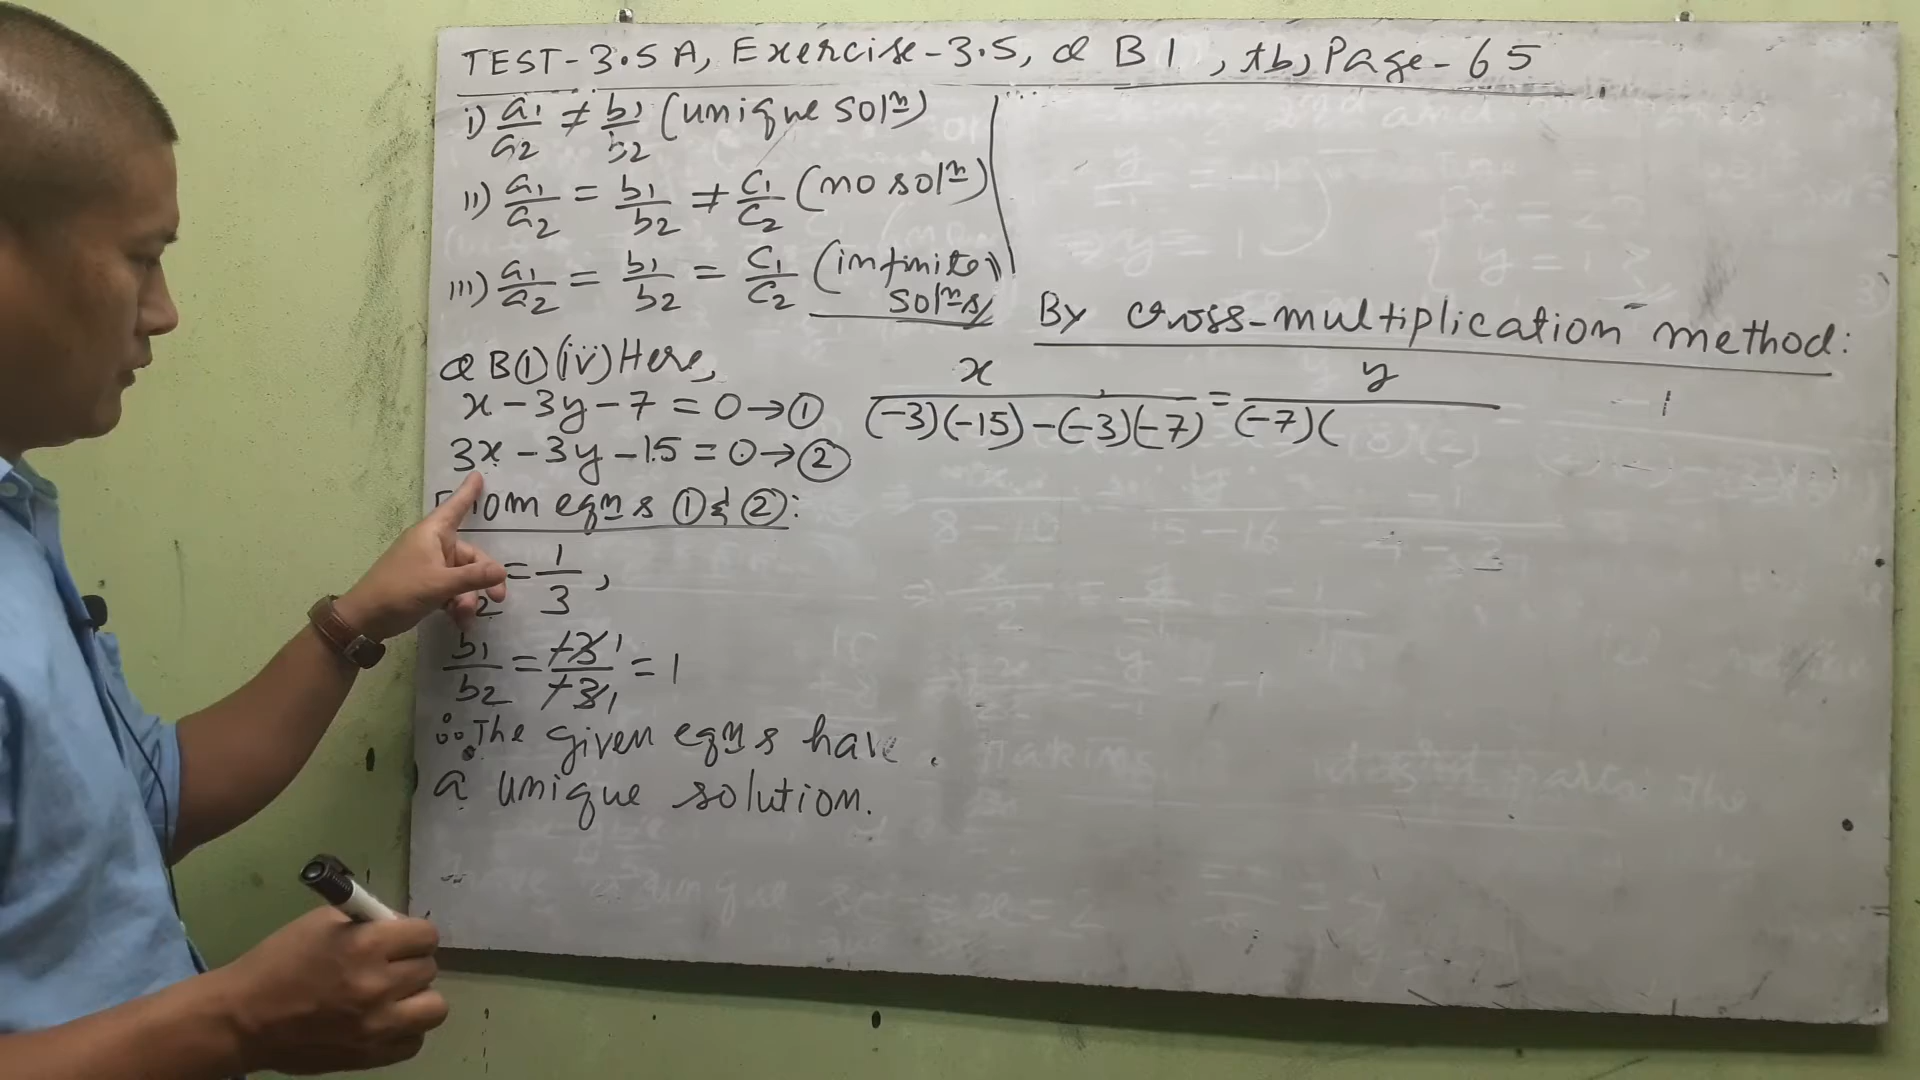 TEST-3.5A, Exercise-3.5, Q B1, tb, Page-65
i) a1/a2 ≠ b1/b2 (unique solⁿ)
ii) a1/a2 = b1/b2 ≠ c1/c2 (no solⁿ)
iii) a1/a2 = b1/b2 = c1/c2 (infinite solⁿs)
Q B①(iv) Here,
x - 3y - 7 = 0 → ①
3x - 3y - 15 = 0 → ②
From eqⁿs ① & ②:
= 1/3,
b1/b2 = -3/-3 = 1
∴ The given eqⁿs have
a unique solution.
By cross-multiplication method:
x/((-3)(-15) - (-3)(-7)) = y/((-7)(
1